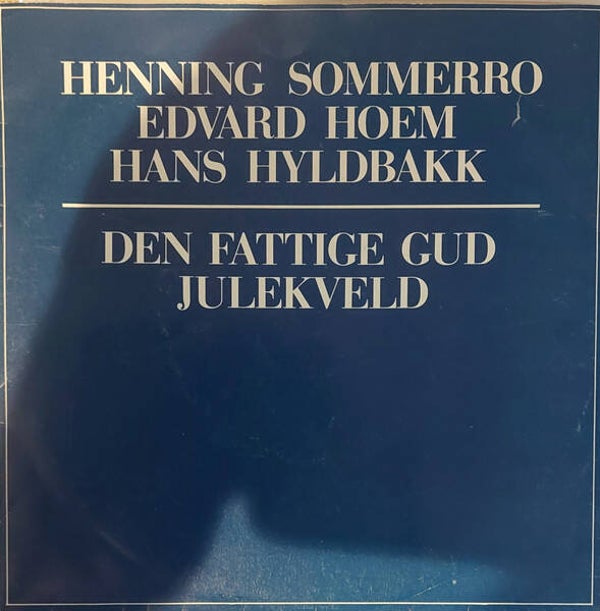 HENNING SOMMERRO
EDVARD HOEM
HANS HYLDBAKK
DEN FATTIGE GUD
JULEKVELD